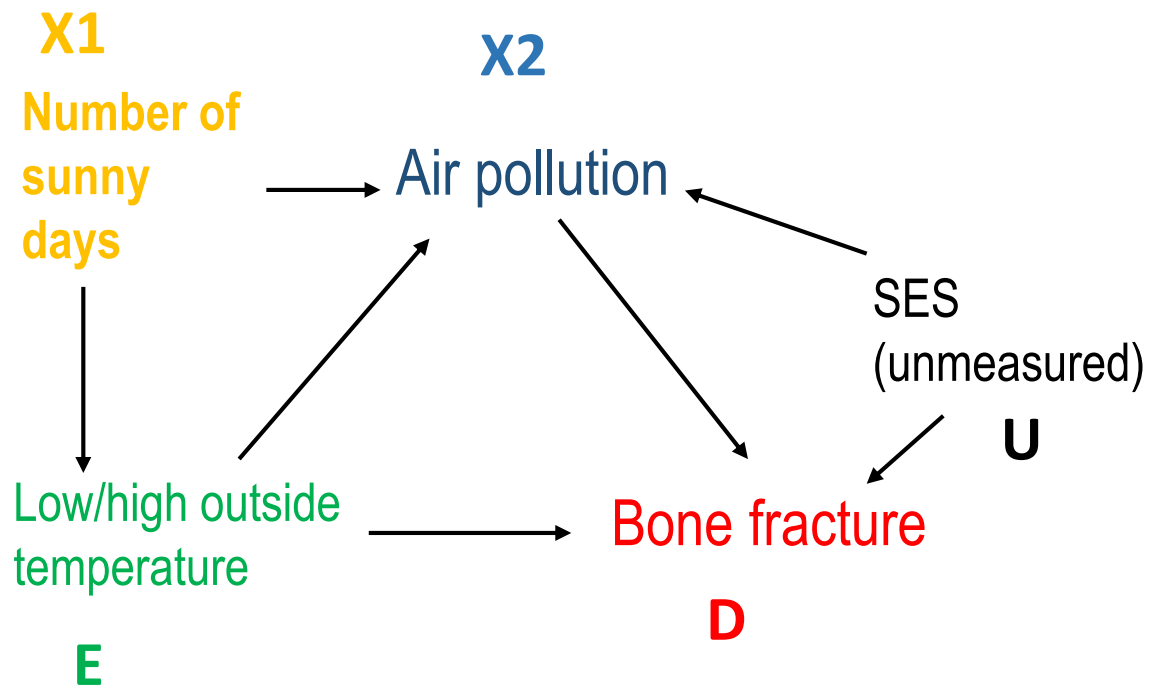 X1
Number of
sunny
days
X2
Air pollution
SES
(unmeasured)
U
Low/high outside
temperature
E
Bone fracture
D